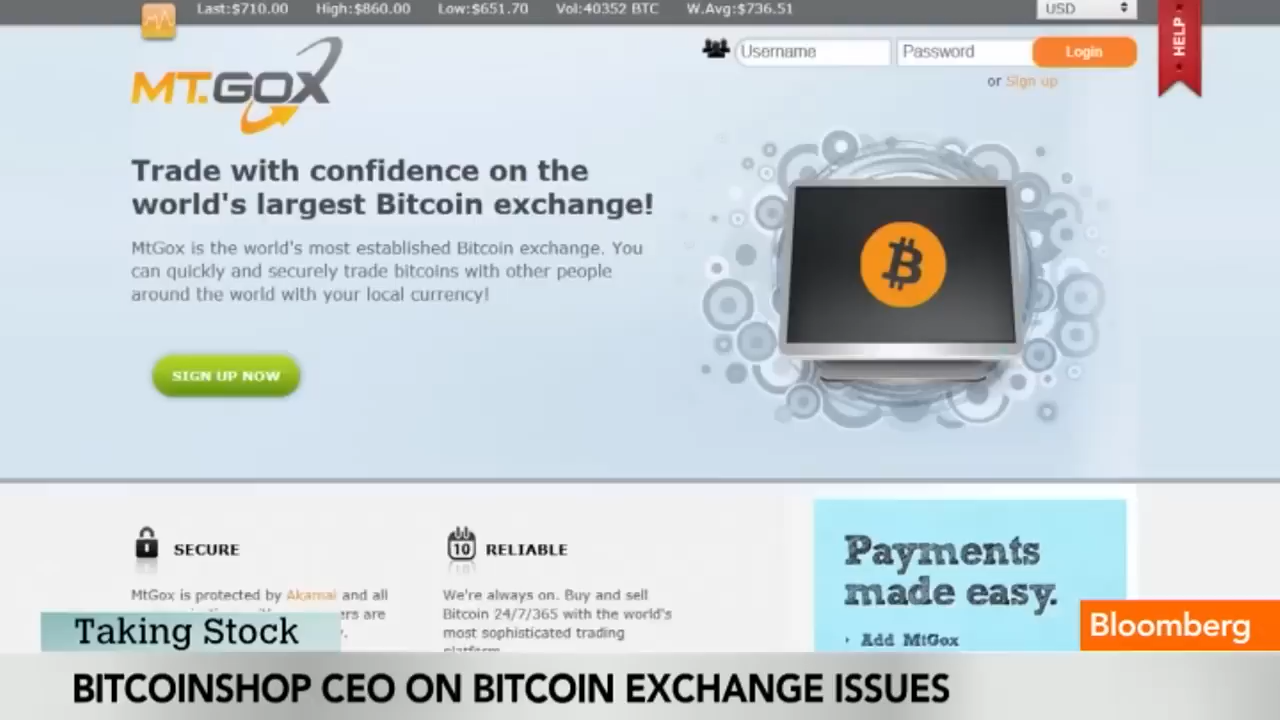 Last:$710.00 High:$860.00 Low:$651.70 Vol:40352 BTC W.Avg:$736.51 USD
HELP
MT.GOX
Username Password Login
or Sign up
Trade with confidence on the
world's largest Bitcoin exchange!
MtGox is the world's most established Bitcoin exchange. You
can quickly and securely trade bitcoins with other people
around the world with your local currency!
SIGN UP NOW
SECURE
MtGox is protected by Akamai and all
ers are
10 RELIABLE
We're always on. Buy and sell
Bitcoin 24/7/365 with the world's
most sophisticated trading
platform.
Payments
made easy.
Add MtGox
Taking Stock
Bloomberg
BITCOINSHOP CEO ON BITCOIN EXCHANGE ISSUES